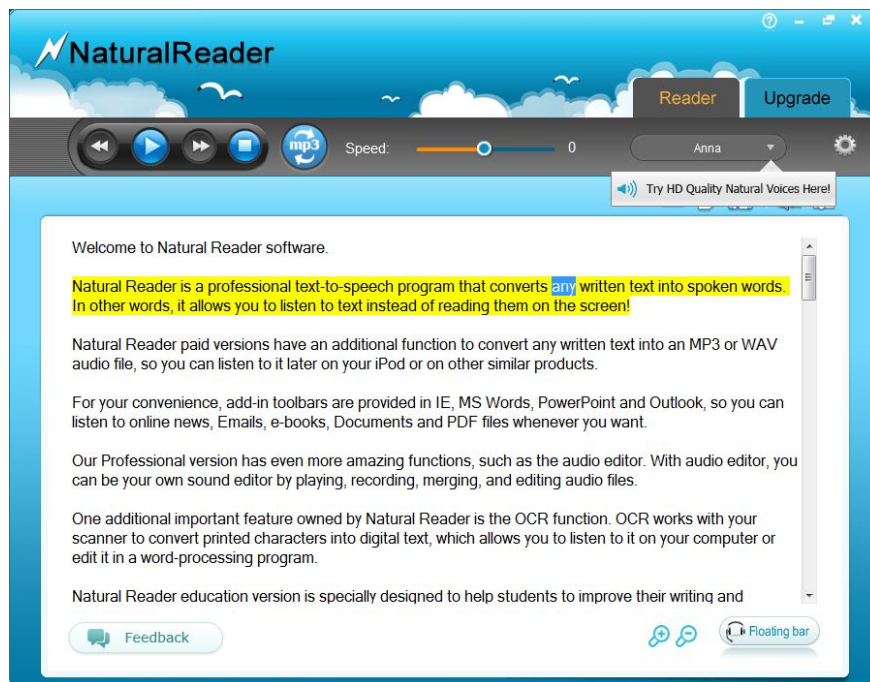 NaturalReader
Reader
Upgrade
mp3
Speed:
0
Anna
Try HD Quality Natural Voices Here!
Welcome to Natural Reader software.
Natural Reader is a professional text-to-speech program that converts any written text into spoken words.
In other words, it allows you to listen to text instead of reading them on the screen!
Natural Reader paid versions have an additional function to convert any written text into an MP3 or WAV
audio file, so you can listen to it later on your iPod or on other similar products.
For your convenience, add-in toolbars are provided in IE, MS Words, PowerPoint and Outlook, so you can
listen to online news, Emails, e-books, Documents and PDF files whenever you want.
Our Professional version has even more amazing functions, such as the audio editor. With audio editor, you
can be your own sound editor by playing, recording, merging, and editing audio files.
One additional important feature owned by Natural Reader is the OCR function. OCR works with your
scanner to convert printed characters into digital text, which allows you to listen to it on your computer or
edit it in a word-processing program.
Natural Reader education version is specially designed to help students to improve their writing and
Feedback
Floating bar